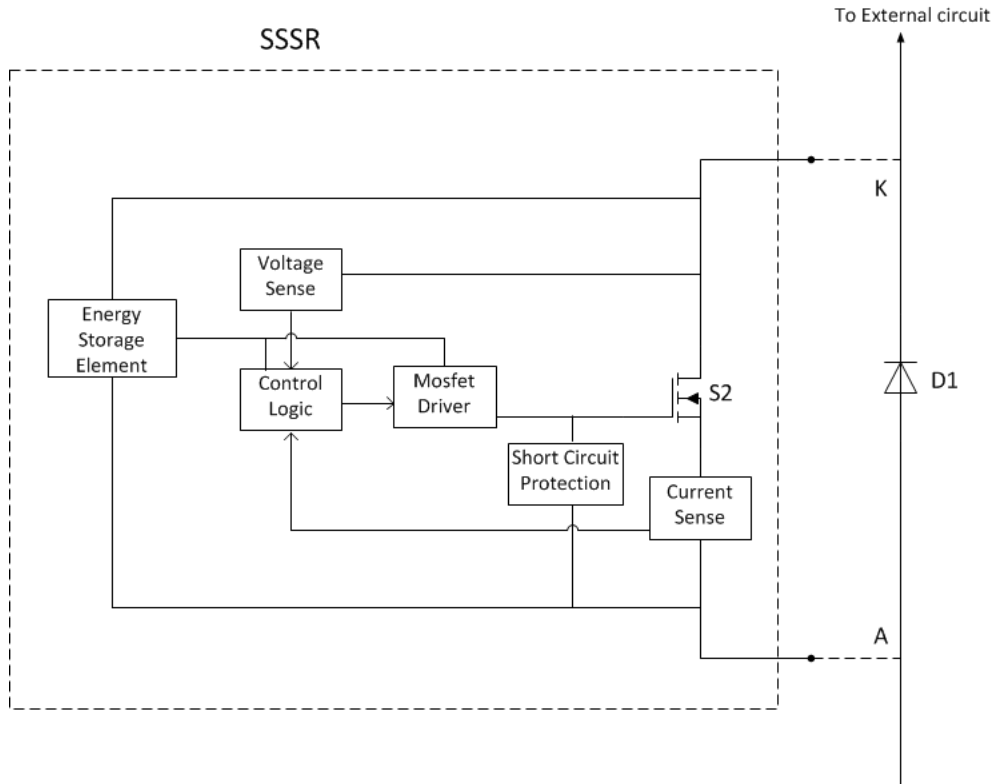 To External circuit
SSSR
K
Voltage
Sense
Energy
Storage
Element
Control
Logic
Mosfet
Driver
S2
D1
Short Circuit
Protection
Current
Sense
A